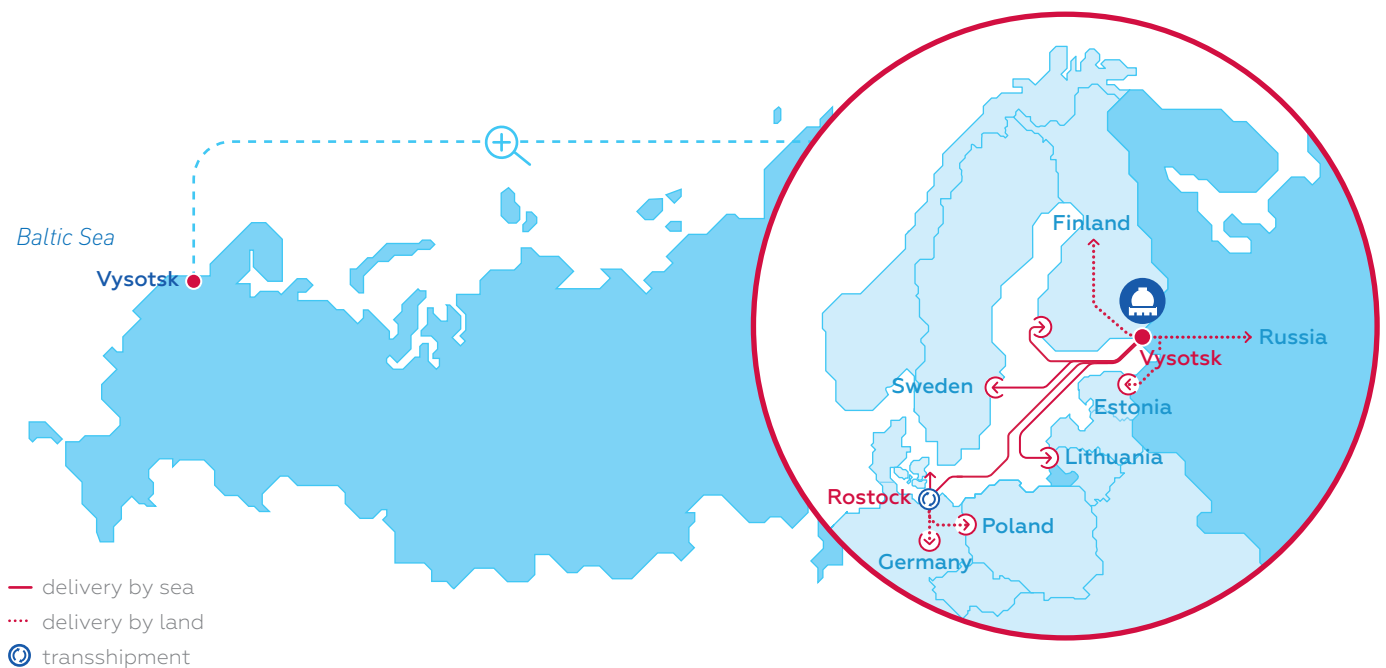 Baltic Sea
Vysotsk
Finland
Russia
Vysotsk
Sweden
Estonia
Lithuania
Rostock
Poland
Germany
delivery by sea
delivery by land
transshipment